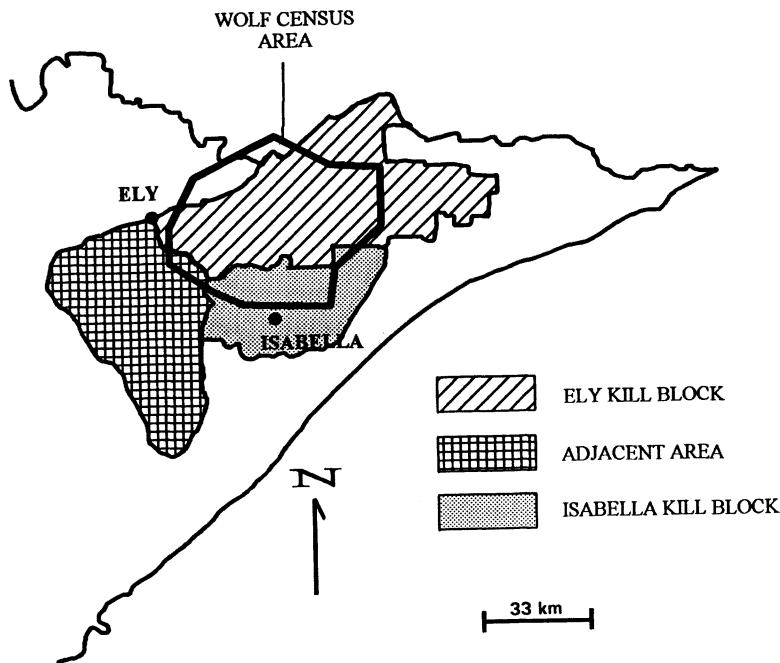 WOLF CENSUS
AREA
ELY
ISABELLA
ELY KILL BLOCK
ADJACENT AREA
ISABELLA KILL BLOCK
N
33 km